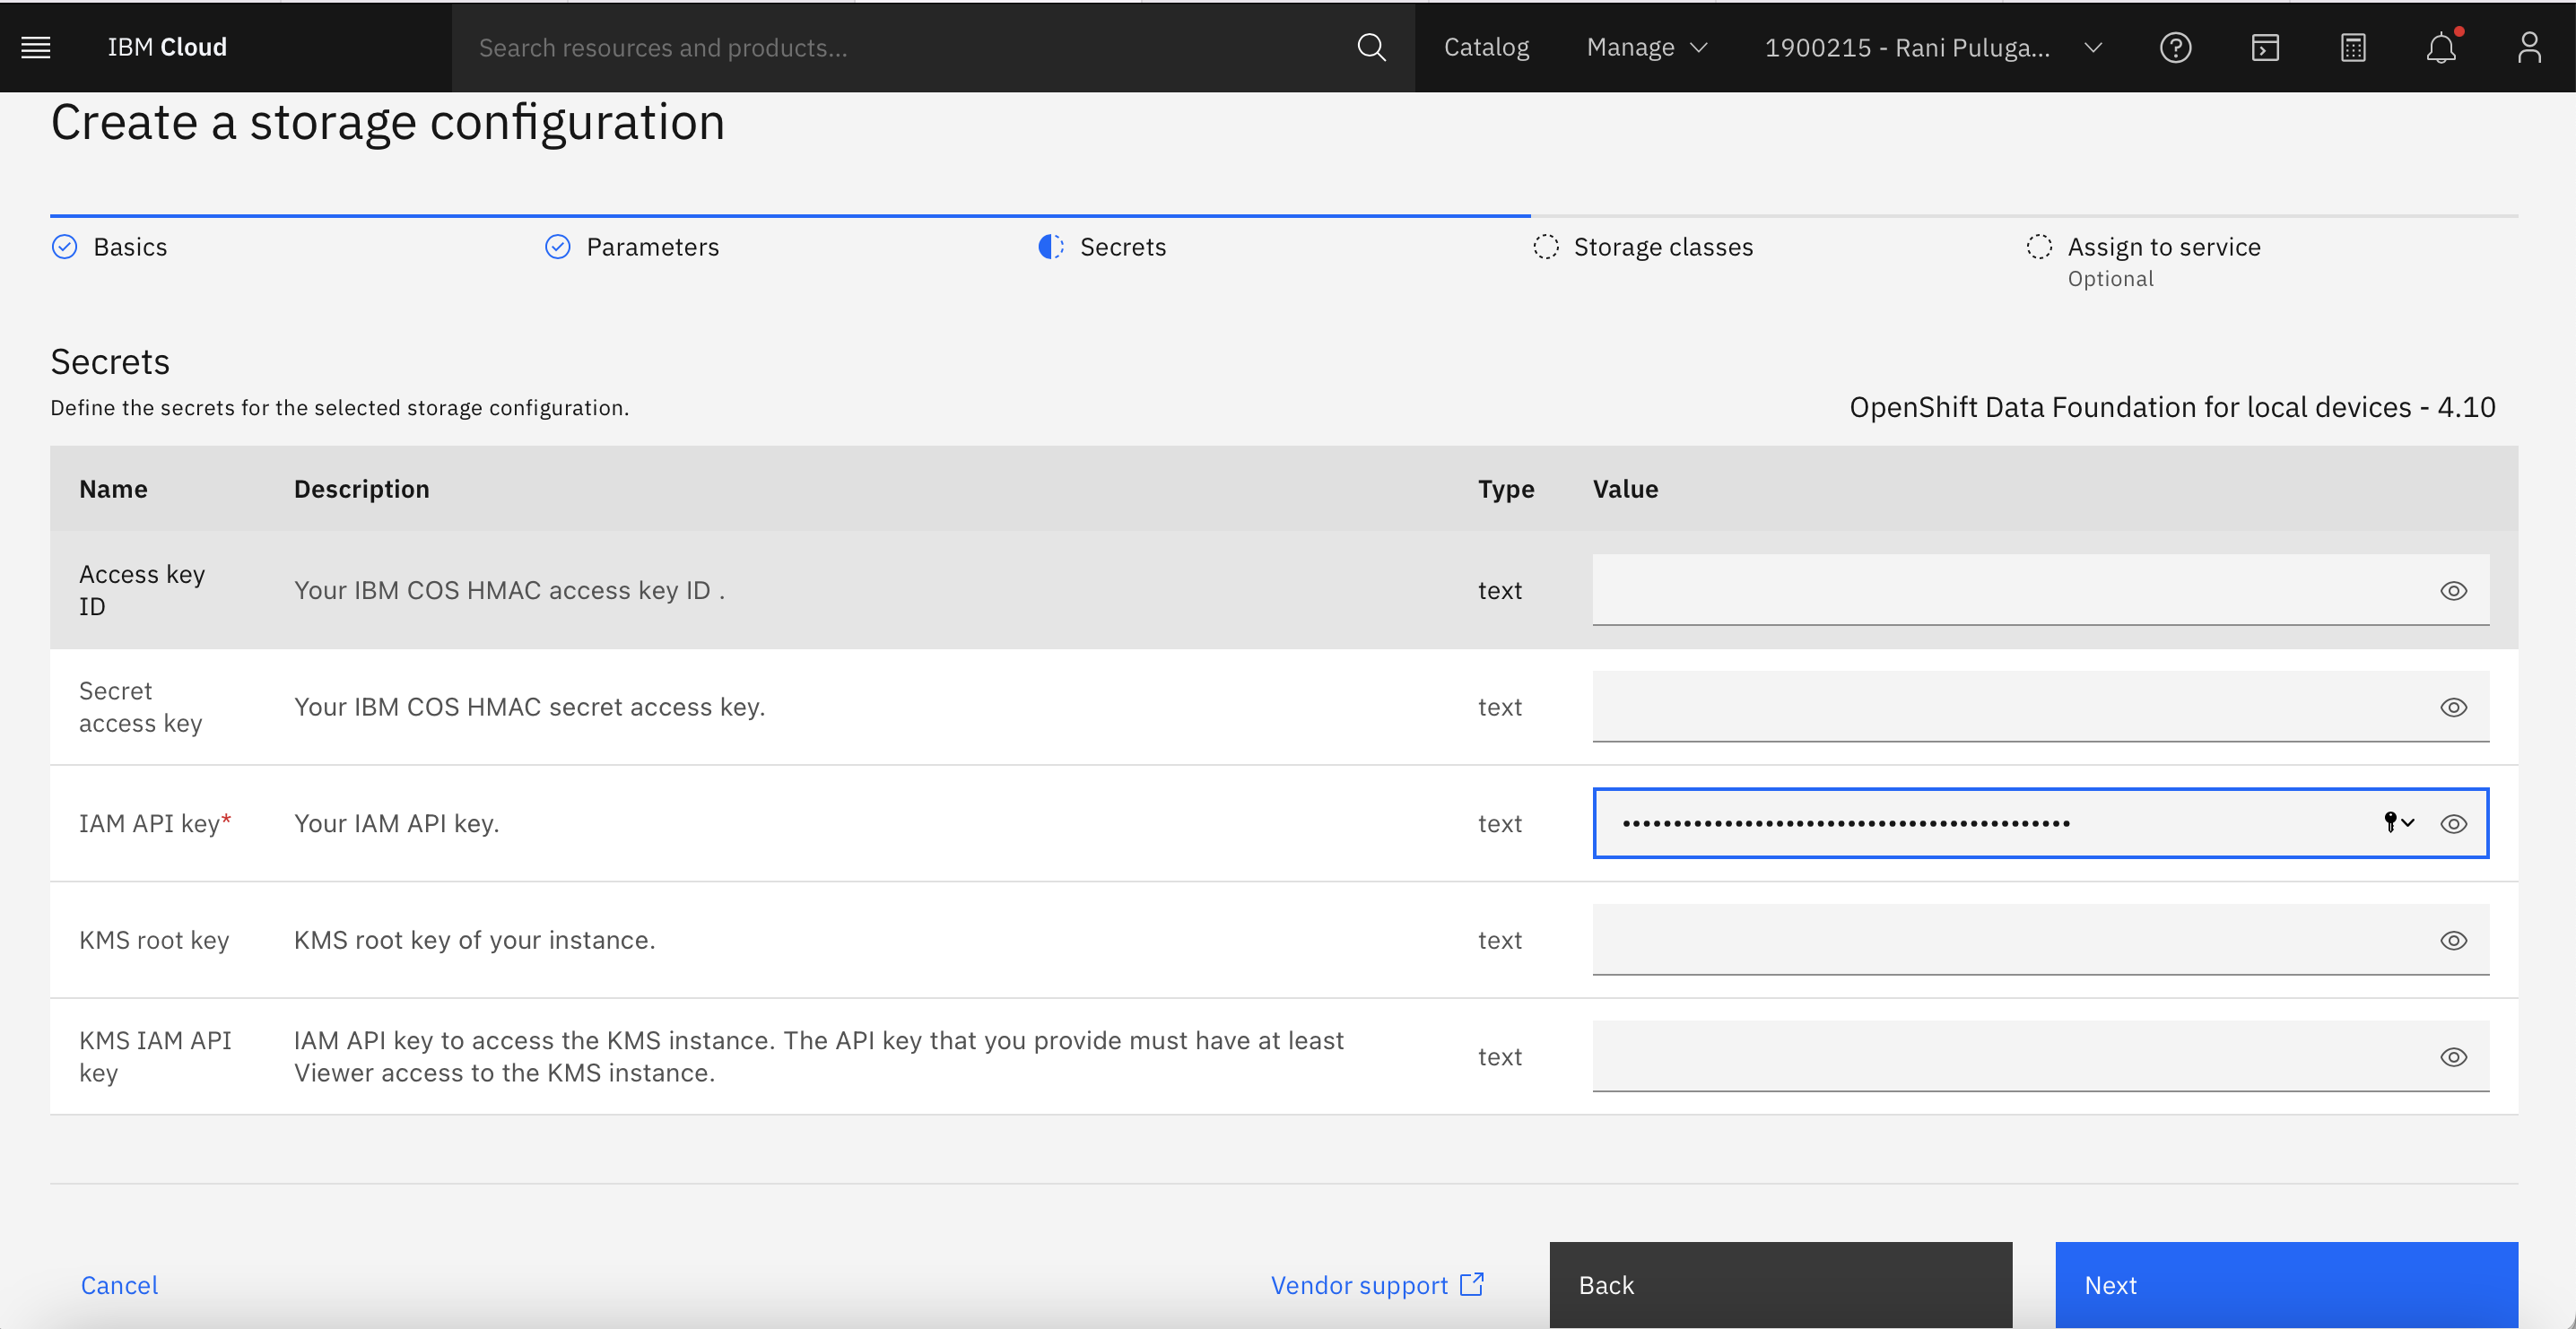 IBM Cloud
Search resources and products...
Catalog
Manage
1900215 - Rani Puluga...
Create a storage configuration
Basics
Parameters
Secrets
Storage classes
Assign to service
Optional
Secrets
Define the secrets for the selected storage configuration.
OpenShift Data Foundation for local devices - 4.10
Name
Description
Type
Value
Access key
ID
Your IBM COS HMAC access key ID .
text
Secret
access key
Your IBM COS HMAC secret access key.
text
IAM API key*
Your IAM API key.
text
••••••••••••••••••••••••••••••••••••••••••••
KMS root key
KMS root key of your instance.
text
KMS IAM API
key
IAM API key to access the KMS instance. The API key that you provide must have at least
Viewer access to the KMS instance.
text
Cancel
Vendor support
Back
Next